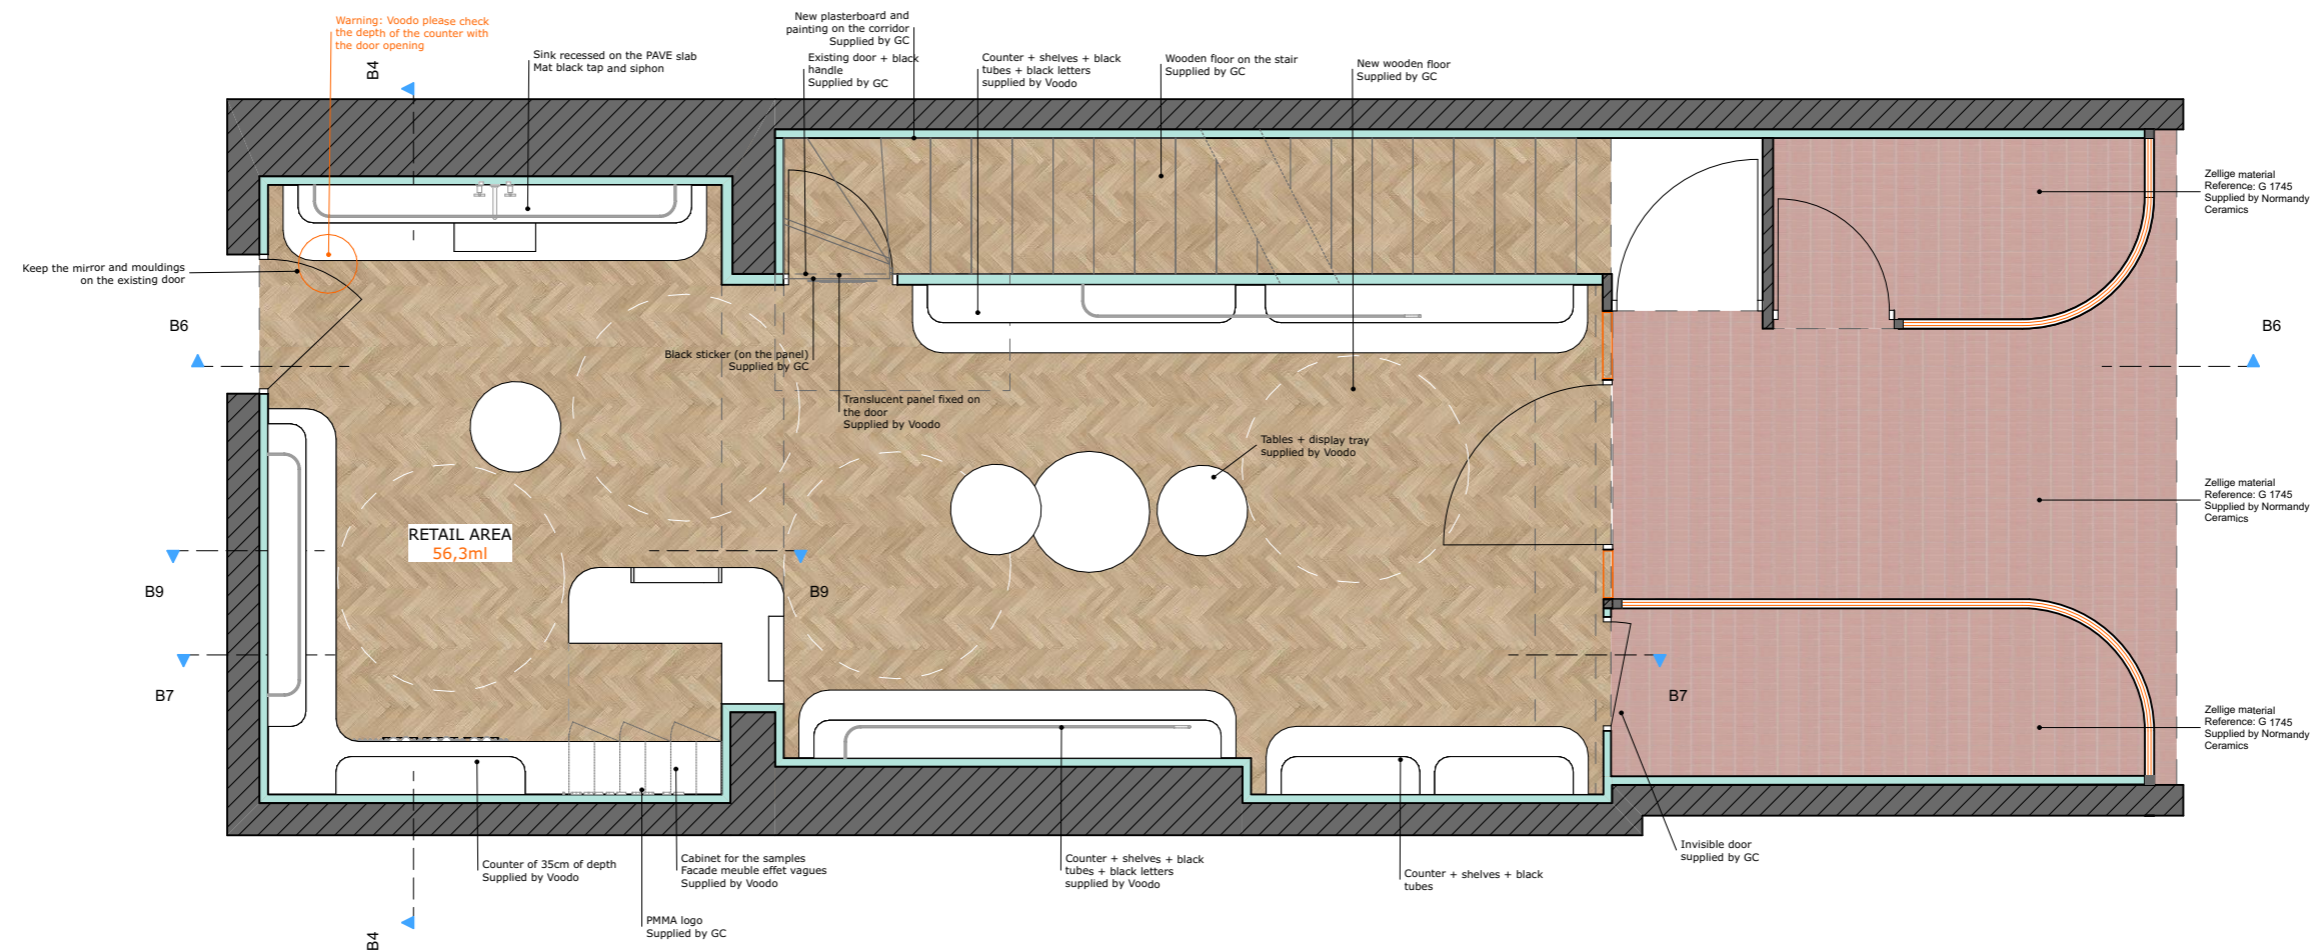 Warning: Voodo please check
the depth of the counter with
the door opening
B4
Sink recessed on the PAVE slab
Mat black tap and siphon
New plasterboard and
painting on the corridor
Supplied by GC
Existing door + black
handle
Supplied by GC
Counter + shelves + black
tubes + black letters
supplied by Voodo
Wooden floor on the stair
Supplied by GC
New wooden floor
Supplied by GC
Zellige material
Reference: G 1745
Supplied by Normandy
Ceramics
Keep the mirror and mouldings
on the existing door
B6
B6
Black sticker (on the panel)
Supplied by GC
Translucent panel fixed on
the door
Supplied by Voodo
Tables + display tray
supplied by Voodo
Zellige material
Reference: G 1745
Supplied by Normandy
Ceramics
RETAIL AREA
56,3ml
B9
B9
B7
B7
Zellige material
Reference: G 1745
Supplied by Normandy
Ceramics
Counter of 35cm of depth
Supplied by Voodo
Cabinet for the samples
Facade meuble effet vagues
Supplied by Voodo
Counter + shelves + black
tubes + black letters
supplied by Voodo
Counter + shelves + black
tubes
Invisible door
supplied by GC
PMMA logo
Supplied by GC
B4